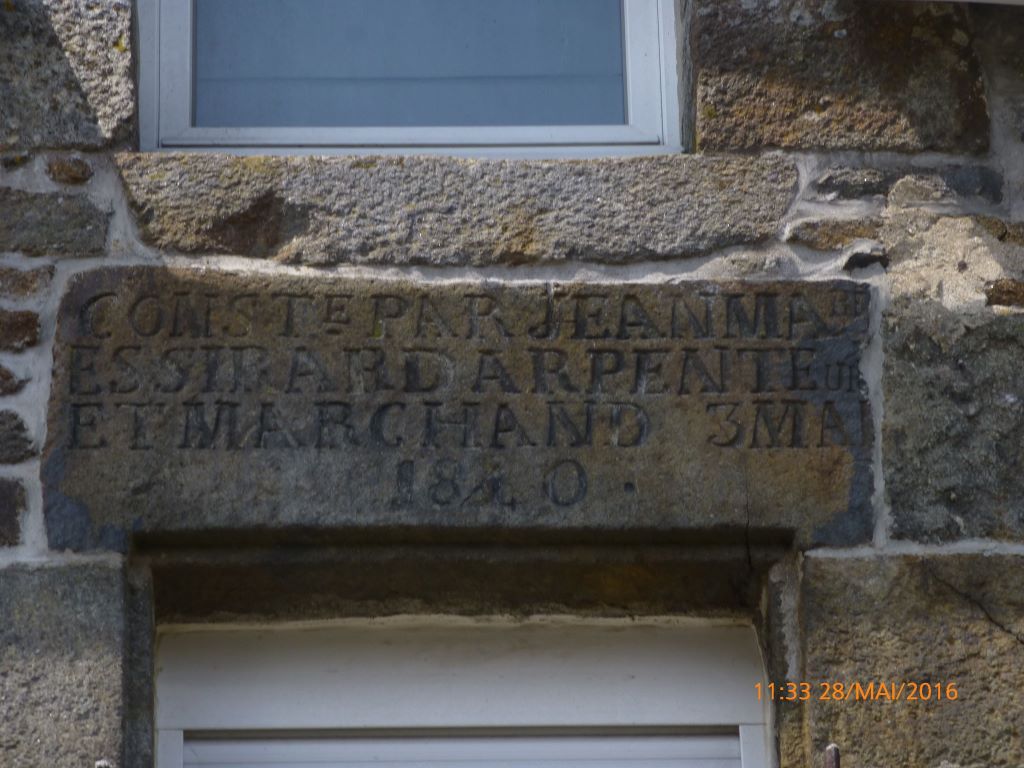 CONSTE PAR JEAN MA
ESSIRARD ARPENTEUR
ET MARCHAND 3 MAI
1840.
11:33 28/MAI/2016